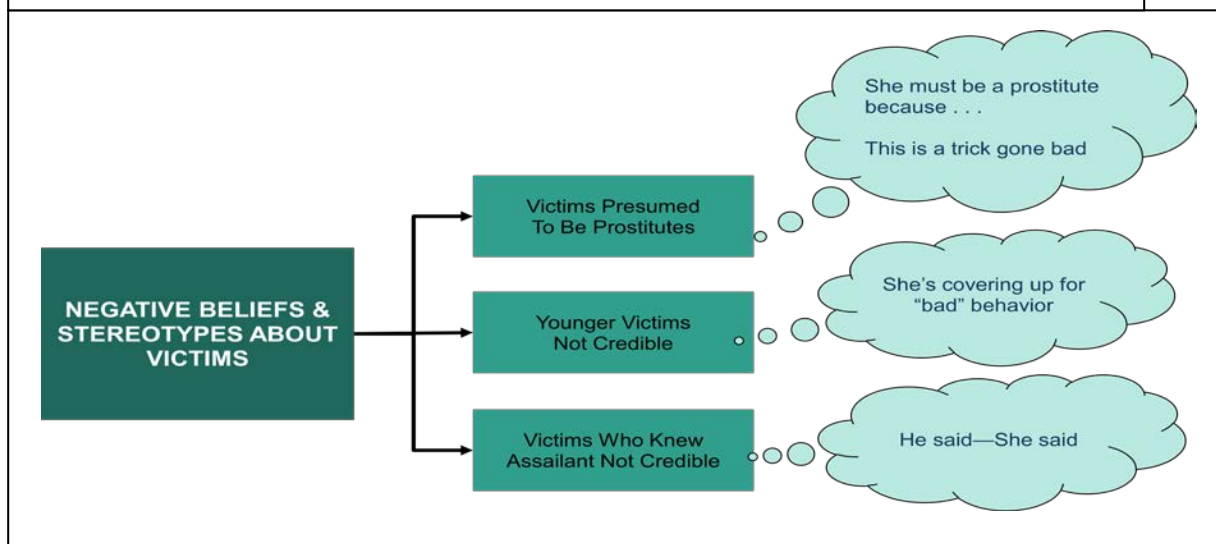 NEGATIVE BELIEFS &
STEREOTYPES ABOUT
VICTIMS
Victims Presumed
To Be Prostitutes
She must be a prostitute
because . . .
This is a trick gone bad
Younger Victims
Not Credible
She’s covering up for
“bad” behavior
Victims Who Knew
Assailant Not Credible
He said—She said